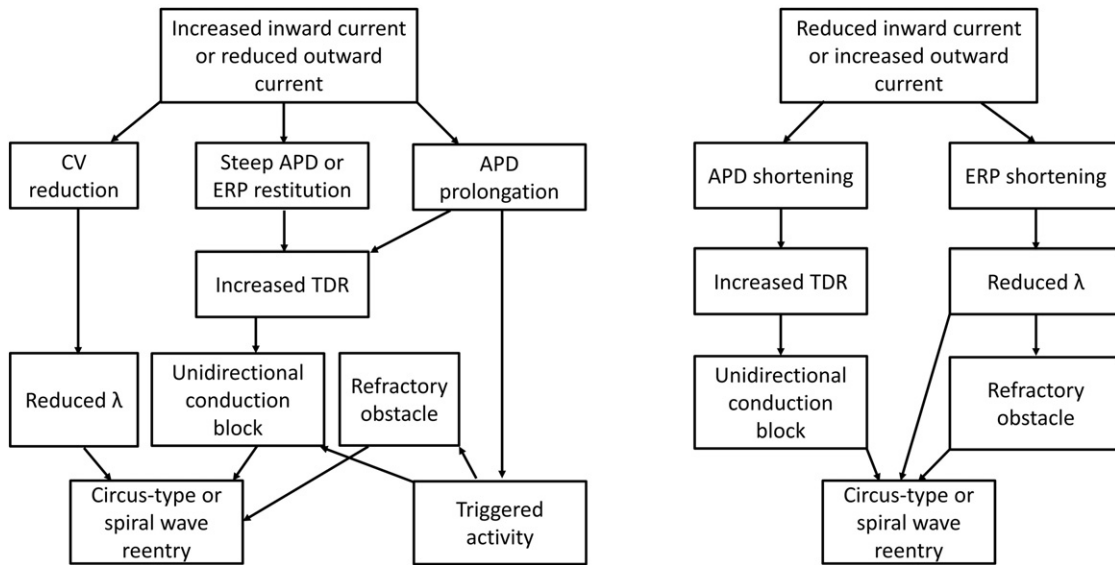 Increased inward current
or reduced outward
current
CV
reduction
Steep APD or
ERP restitution
APD
prolongation
Increased TDR
Reduced λ
Unidirectional
conduction
block
Refractory
obstacle
Circus-type or
spiral wave
reentry
Triggered
activity
Reduced inward current
or increased outward
current
APD shortening
ERP shortening
Increased TDR
Reduced λ
Unidirectional
conduction
block
Refractory
obstacle
Circus-type or
spiral wave
reentry